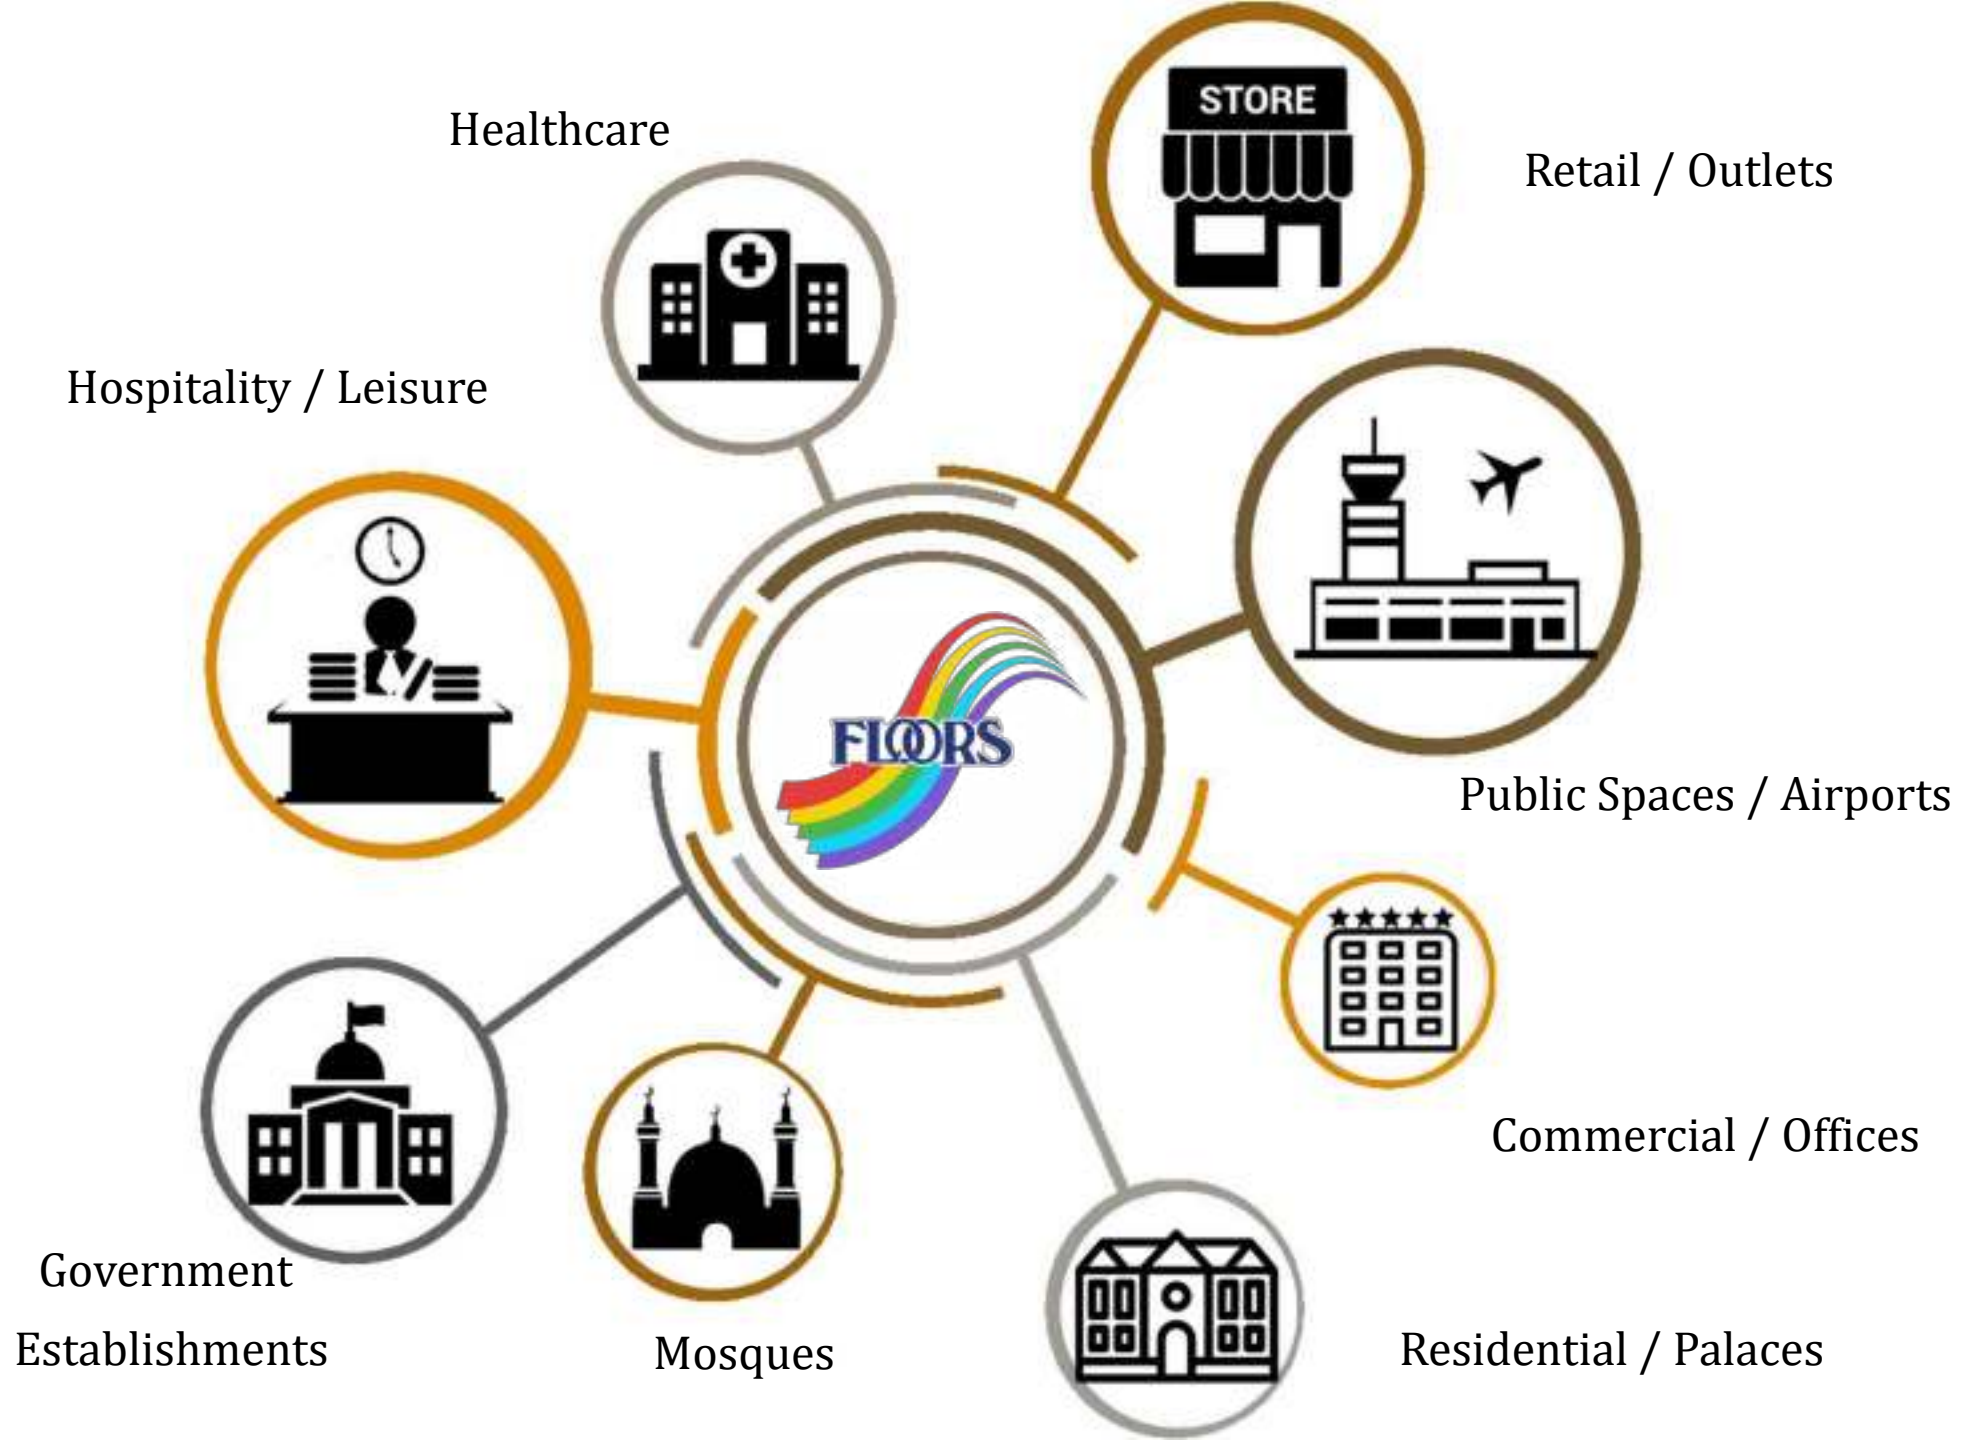 STORE
Healthcare
Retail / Outlets
Hospitality / Leisure
FLOORS
Public Spaces / Airports
Commercial / Offices
Government
Establishments
Mosques
Residential / Palaces